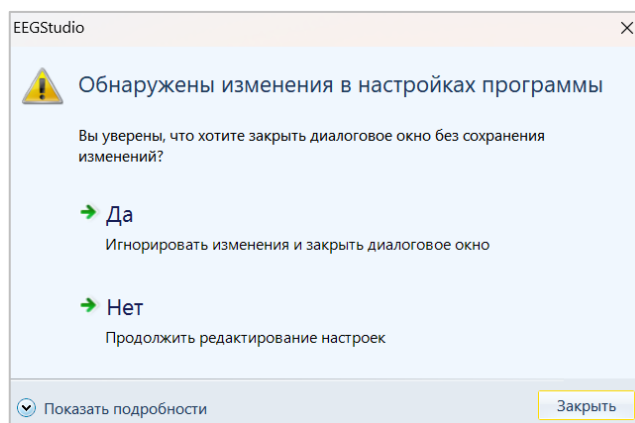 EEGStudio
Обнаружены изменения в настройках программы
Вы уверены, что хотите закрыть диалоговое окно без сохранения
изменений?
Да
Игнорировать изменения и закрыть диалоговое окно
Нет
Продолжить редактирование настроек
Показать подробности
Закрыть